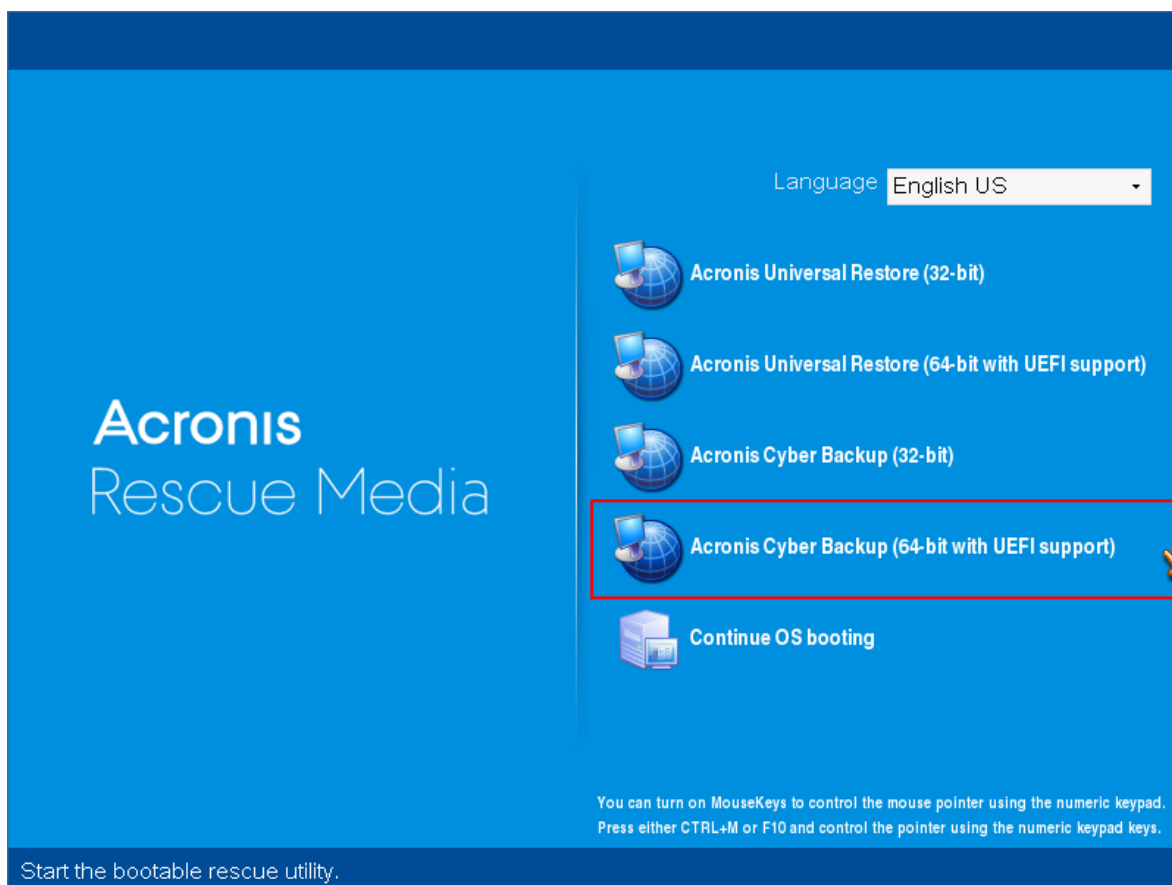 Language English US
Acronis Universal Restore (32-bit)
Acronis Universal Restore (64-bit with UEFI support)
Acronis
Rescue Media
Acronis Cyber Backup (32-bit)
Acronis Cyber Backup (64-bit with UEFI support)
Continue OS booting
You can turn on MouseKeys to control the mouse pointer using the numeric keypad.
Press either CTRL+M or F10 and control the pointer using the numeric keypad keys.
Start the bootable rescue utility.